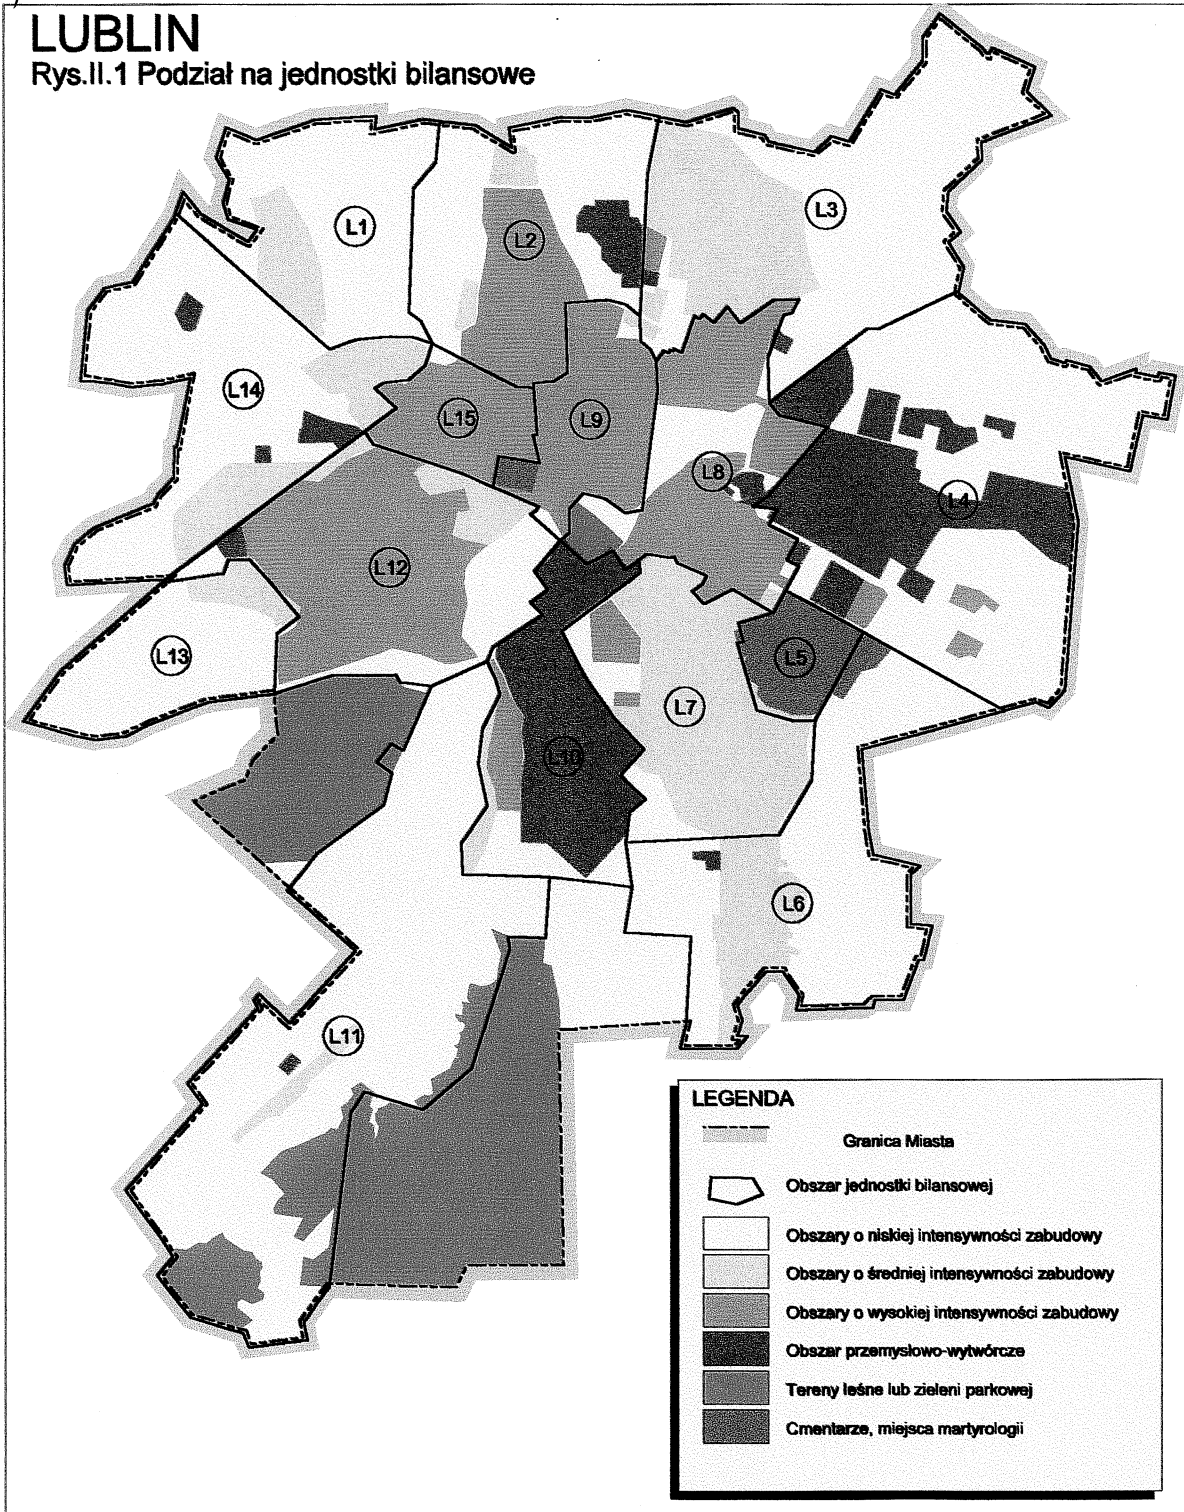 LUBLIN
Rys.II.1 Podział na jednostki bilansowe
L1
L2
L3
L14
L15
L9
L8
L4
L12
L13
L5
L7
L10
L6
L11
LEGENDA
Granica Miasta
Obszar jednostki bilansowej
Obszary o niskiej intensywności zabudowy
Obszary o średniej intensywności zabudowy
Obszary o wysokiej intensywności zabudowy
Obszar przemysłowo-wytwórcze
Tereny leśne lub zieleni parkowej
Cmentarze, miejsca martyrologii